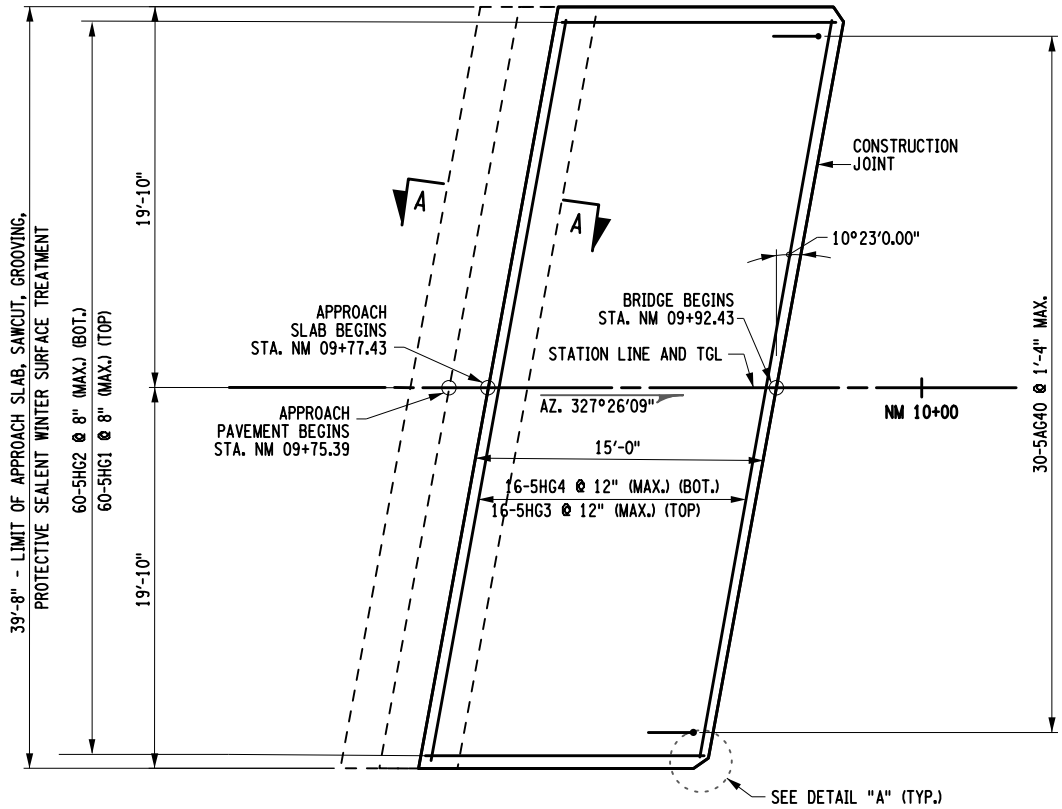 39'-8" - LIMIT OF APPROACH SLAB, SAWCUT, GROOVING,
PROTECTIVE SEALENT WINTER SURFACE TREATMENT
60-5HG2 @ 8" (MAX.) (BOT.)
60-5HG1 @ 8" (MAX.) (TOP)
19'-10"
19'-10"
A
A
CONSTRUCTION
JOINT
10°23'0.00"
APPROACH
SLAB BEGINS
STA. NM 09+77.43
BRIDGE BEGINS
STA. NM 09+92.43
STATION LINE AND TGL
AZ. 327°26'09"
NM 10+00
APPROACH
PAVEMENT BEGINS
STA. NM 09+75.39
15'-0"
16-5HG4 @ 12" (MAX.) (BOT.)
16-5HG3 @ 12" (MAX.) (TOP)
30-5AG40 @ 1'-4" MAX.
SEE DETAIL "A" (TYP.)